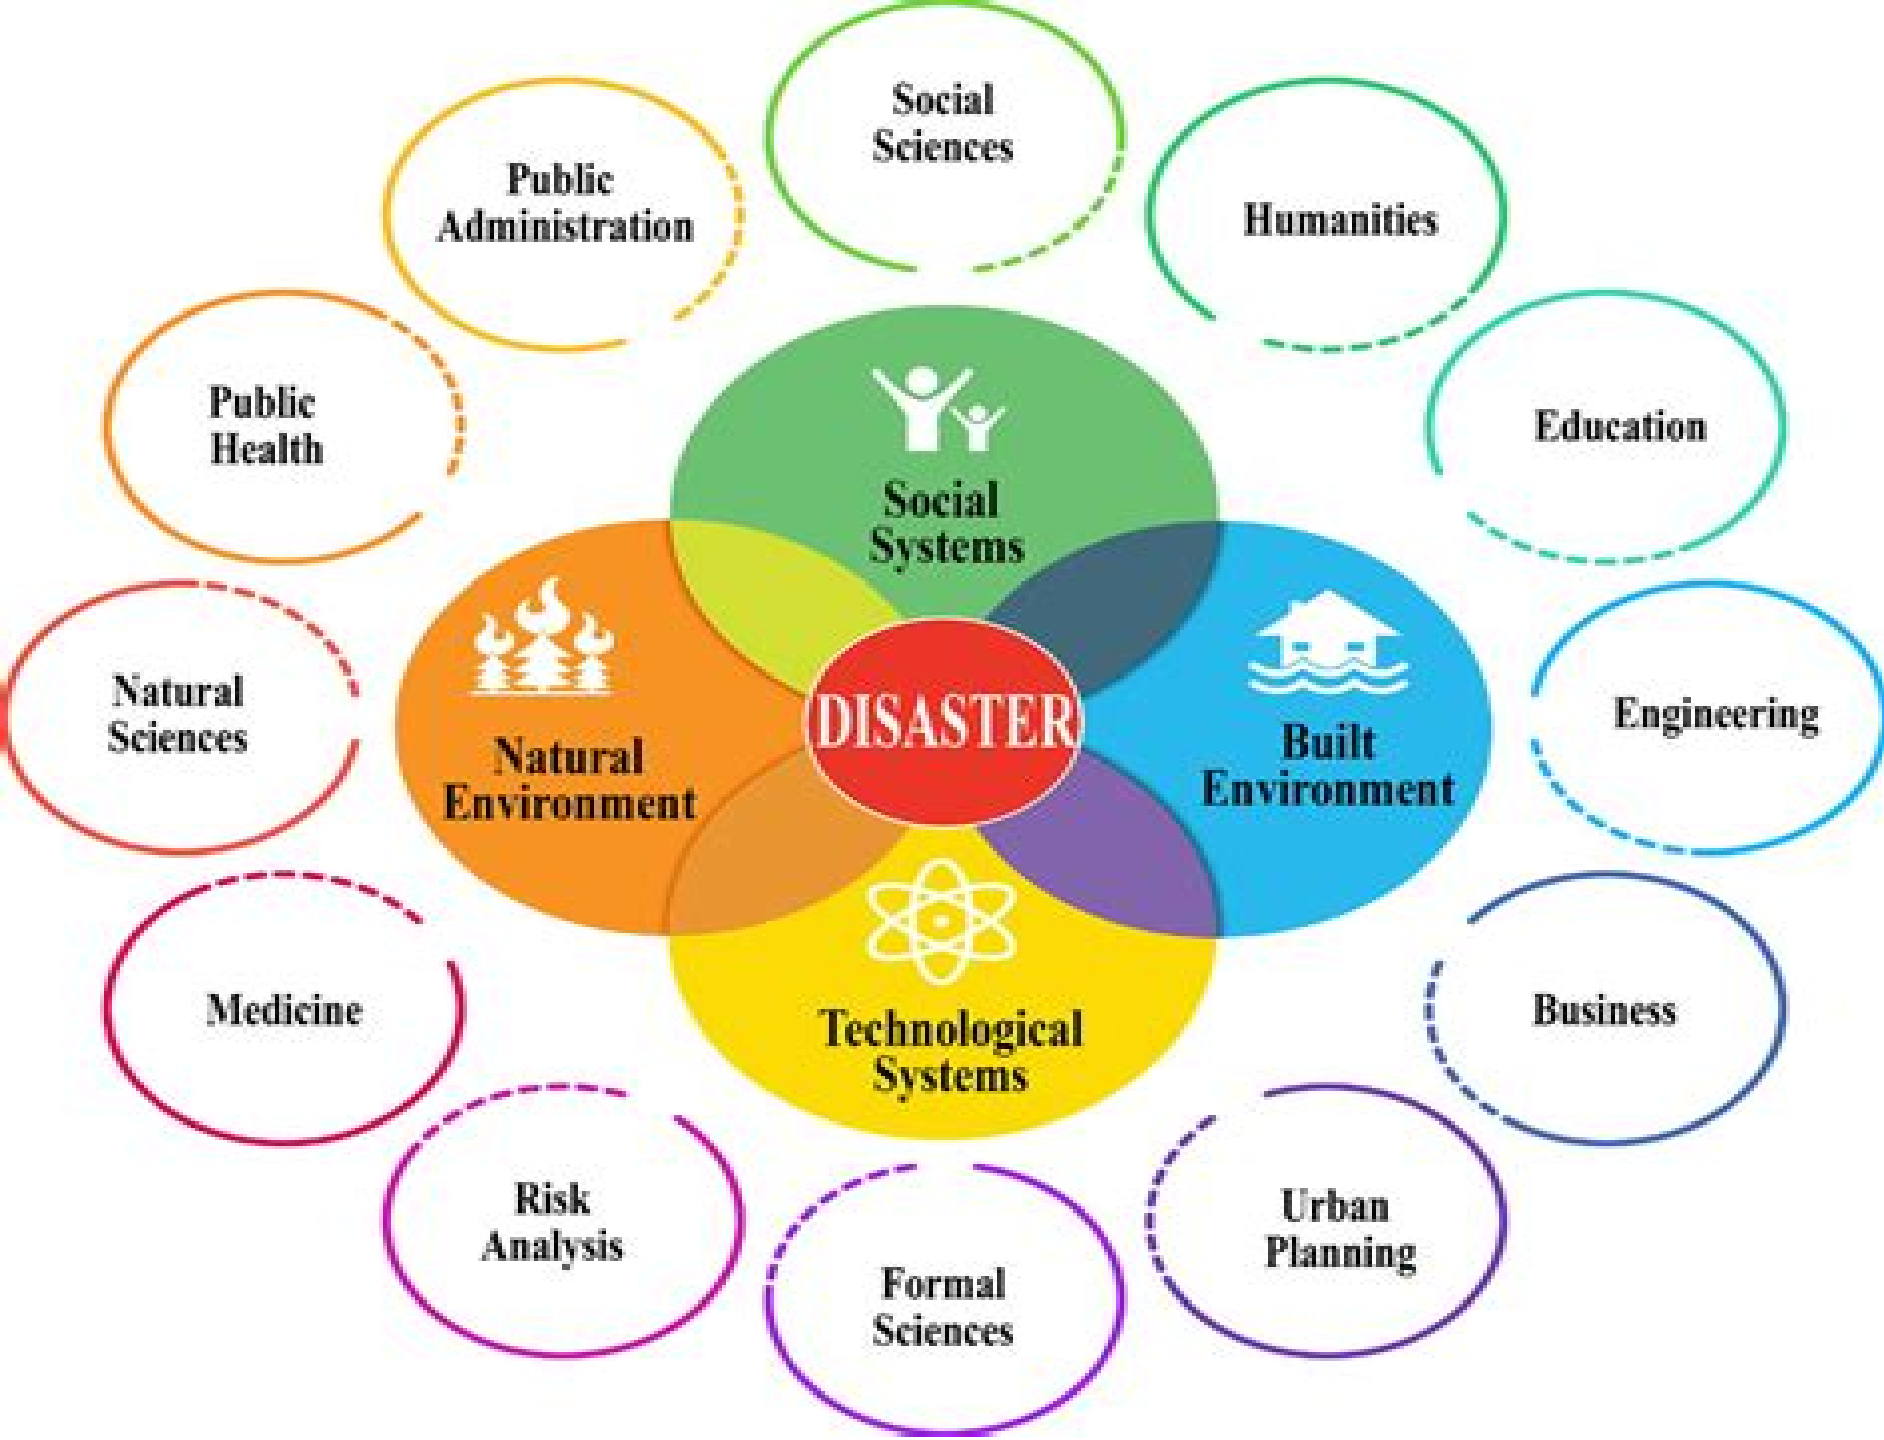 Social
Sciences
Public
Administration
Humanities
Public
Health
Education
Social
Systems
Natural
Sciences
Natural
Environment
DISASTER
Built
Environment
Engineering
Medicine
Technological
Systems
Business
Risk
Analysis
Formal
Sciences
Urban
Planning